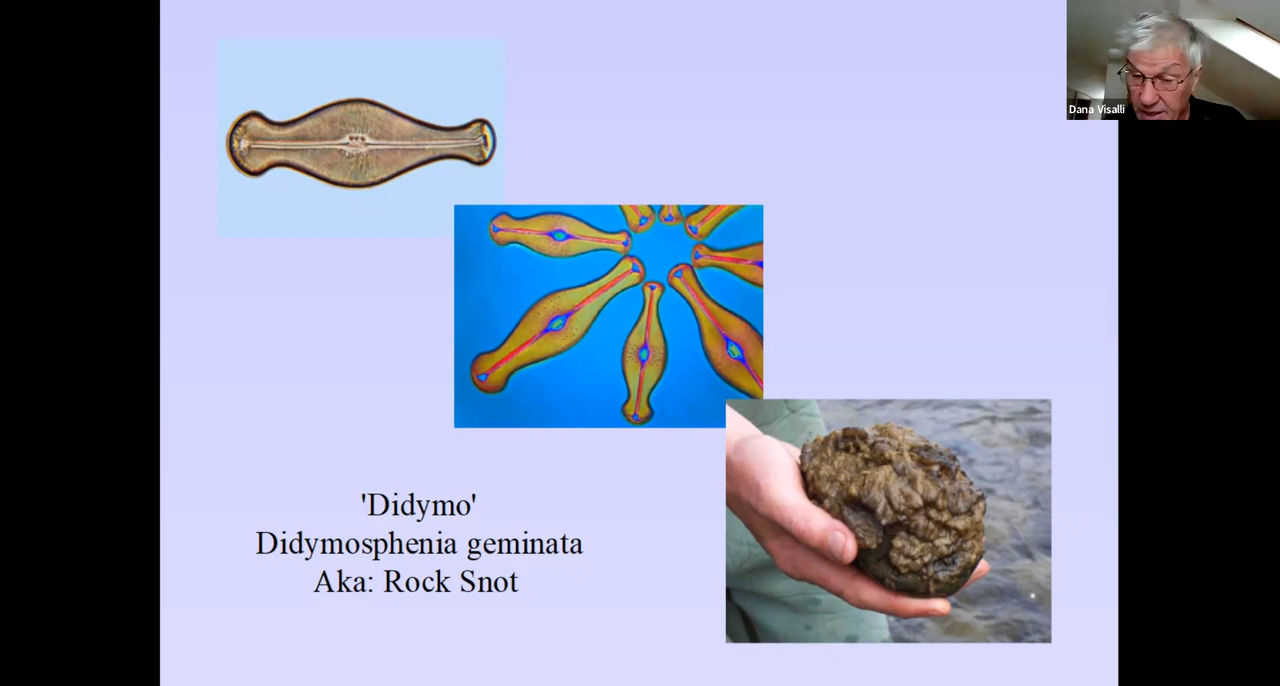 Dana Visalli
'Didymo'
Didymosphenia geminata
Aka: Rock Snot